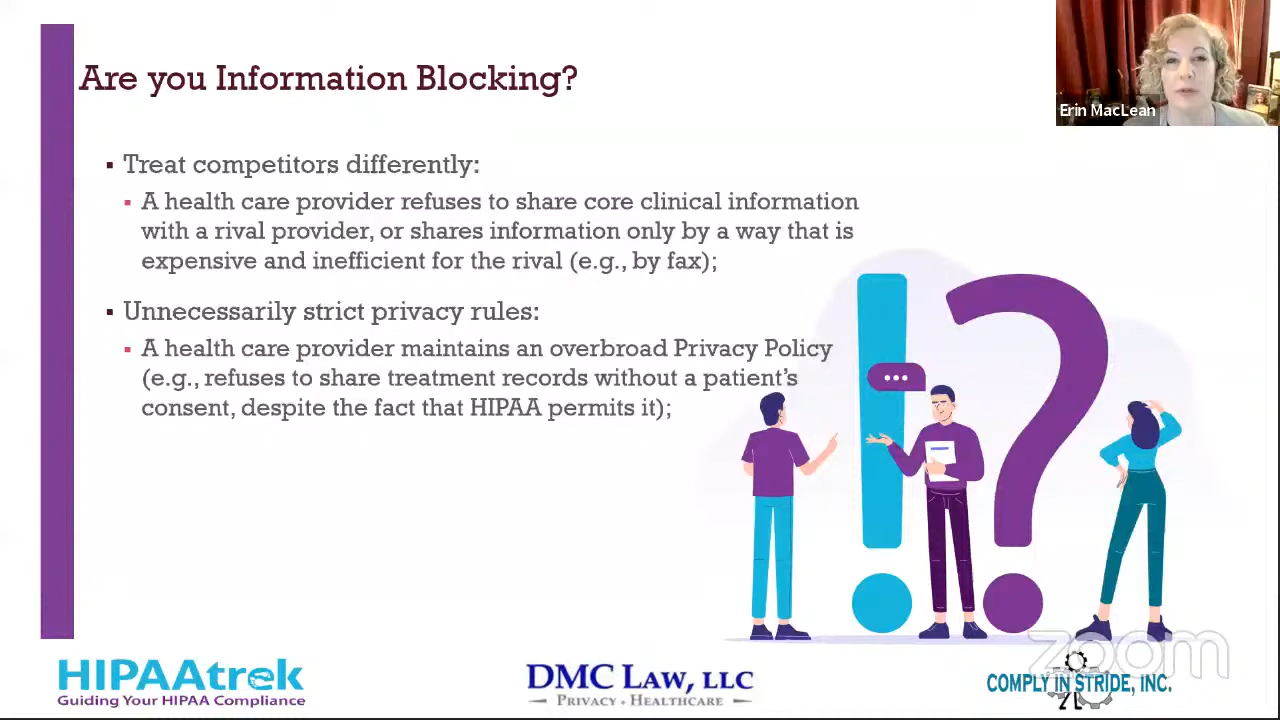 Are you Information Blocking?
Erin MacLean
▪ Treat competitors differently:
▪ A health care provider refuses to share core clinical information
with a rival provider, or shares information only by a way that is
expensive and inefficient for the rival (e.g., by fax);
▪ Unnecessarily strict privacy rules:
▪ A health care provider maintains an overbroad Privacy Policy
(e.g., refuses to share treatment records without a patient's
consent, despite the fact that HIPAA permits it);
zoom
HIPAAtrek
Guiding Your HIPAA Compliance
DMC LAW, LLC
PRIVACY • HEALTHCARE
COMPLY IN STRIDE, INC.